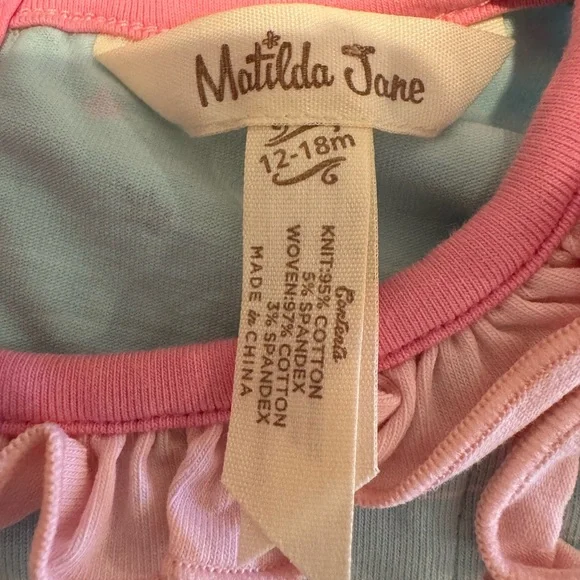 Matilda Jane
12-18m
Contents
KNIT:95% COTTON
5% SPANDEX
WOVEN:97% COTTON
3% SPANDEX
MADE in CHINA